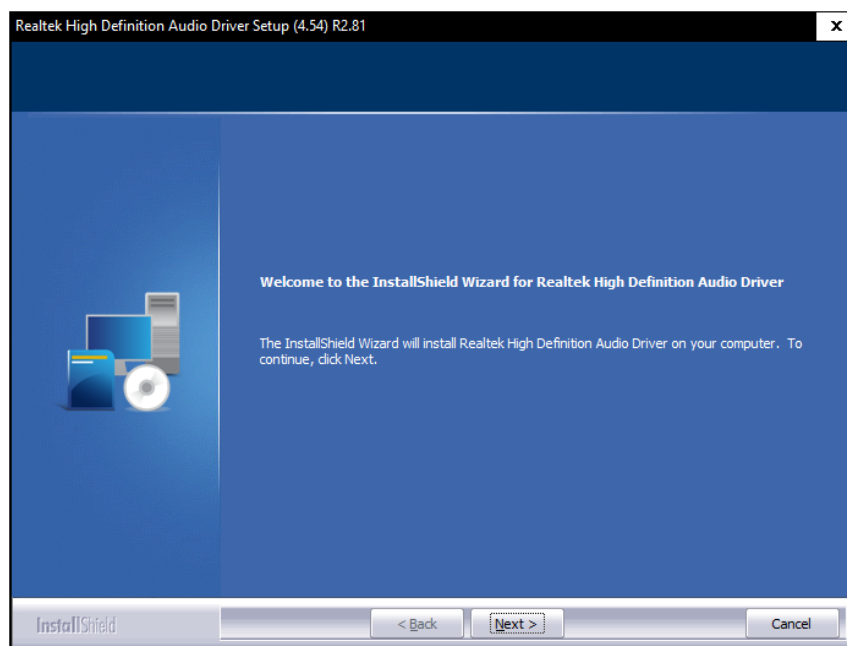 Realtek High Definition Audio Driver Setup (4.54) R2.81
x
Welcome to the InstallShield Wizard for Realtek High Definition Audio Driver
The InstallShield Wizard will install Realtek High Definition Audio Driver on your computer. To
continue, click Next.
InstallShield
< Back
Next >
Cancel